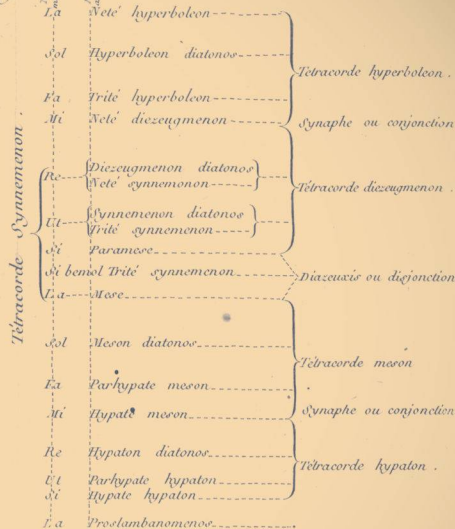 La Neté hyperboleon
Sol Hyperboleon diatonos
Tétracorde hyperboleon.
Fa Trité hyperboleon
Mi Neté diezeugmenon
Synaphe ou conjonction
Tétracorde Synnemenon.
Re Diezeugmenon diatonos
Neté synnemonon
Tétracorde diezeugmenon.
Ut Synnemenon diatonos
Trité synnemenon
Si Paramese
Si bemol Trité synnemenon
Diazeuxis ou disjonction
La Mese
Sol Meson diatonos
Tétracorde meson
Fa Parhypate meson
Mi Hypate meson
Synaphe ou conjonction
Re Hypaton diatonos
Tétracorde hypaton.
Ut Parhypate hypaton
Si Hypate hypaton
La Proslambanomenos